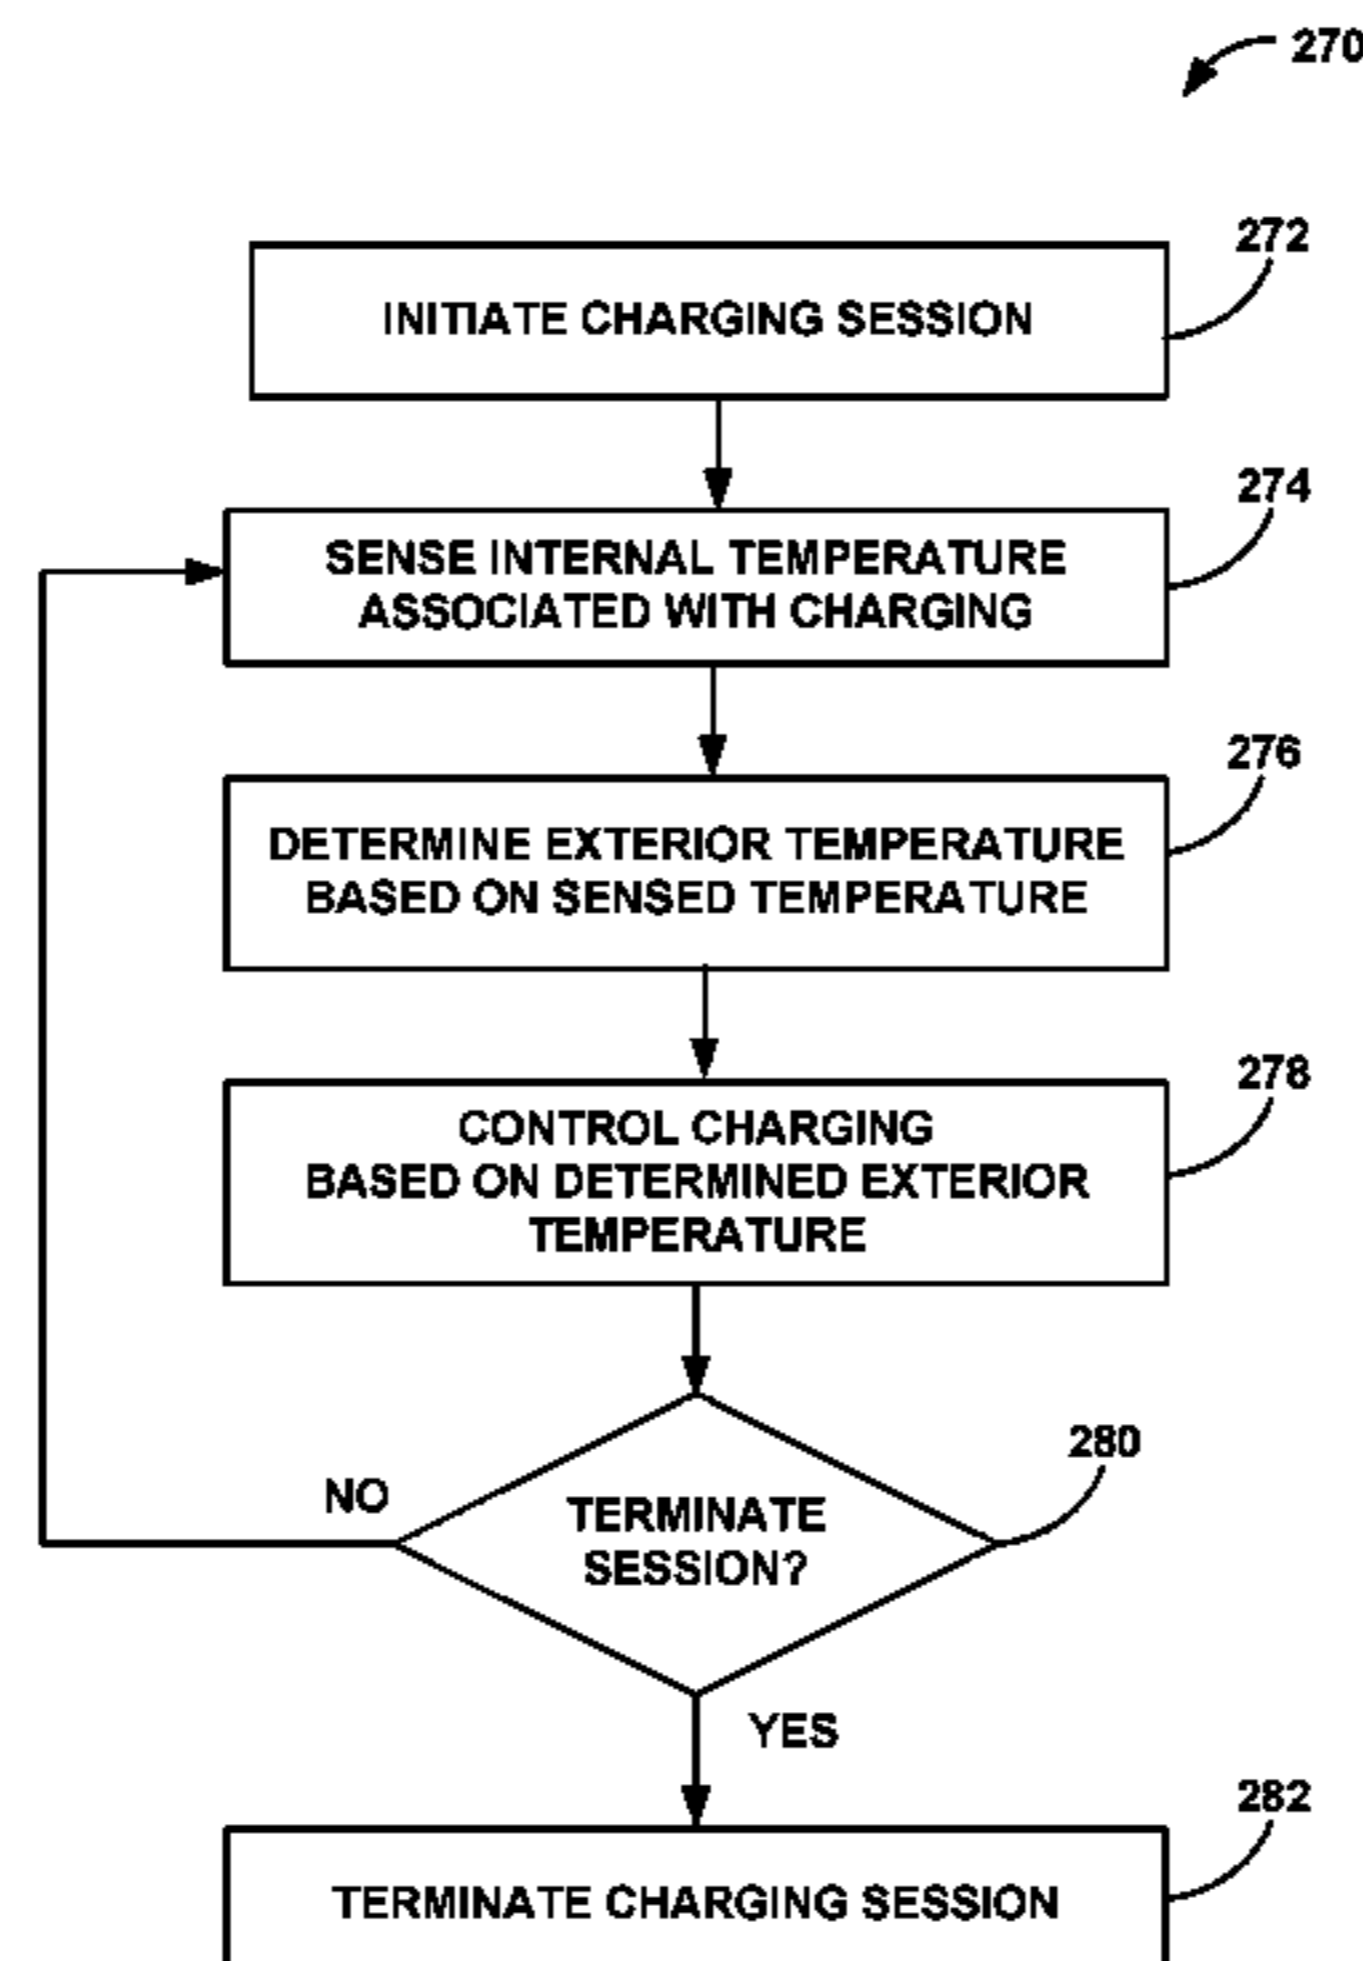 270
272
INITIATE CHARGING SESSION
274
SENSE INTERNAL TEMPERATURE
ASSOCIATED WITH CHARGING
276
DETERMINE EXTERIOR TEMPERATURE
BASED ON SENSED TEMPERATURE
278
CONTROL CHARGING
BASED ON DETERMINED EXTERIOR
TEMPERATURE
280
NO
TERMINATE
SESSION?
YES
282
TERMINATE CHARGING SESSION